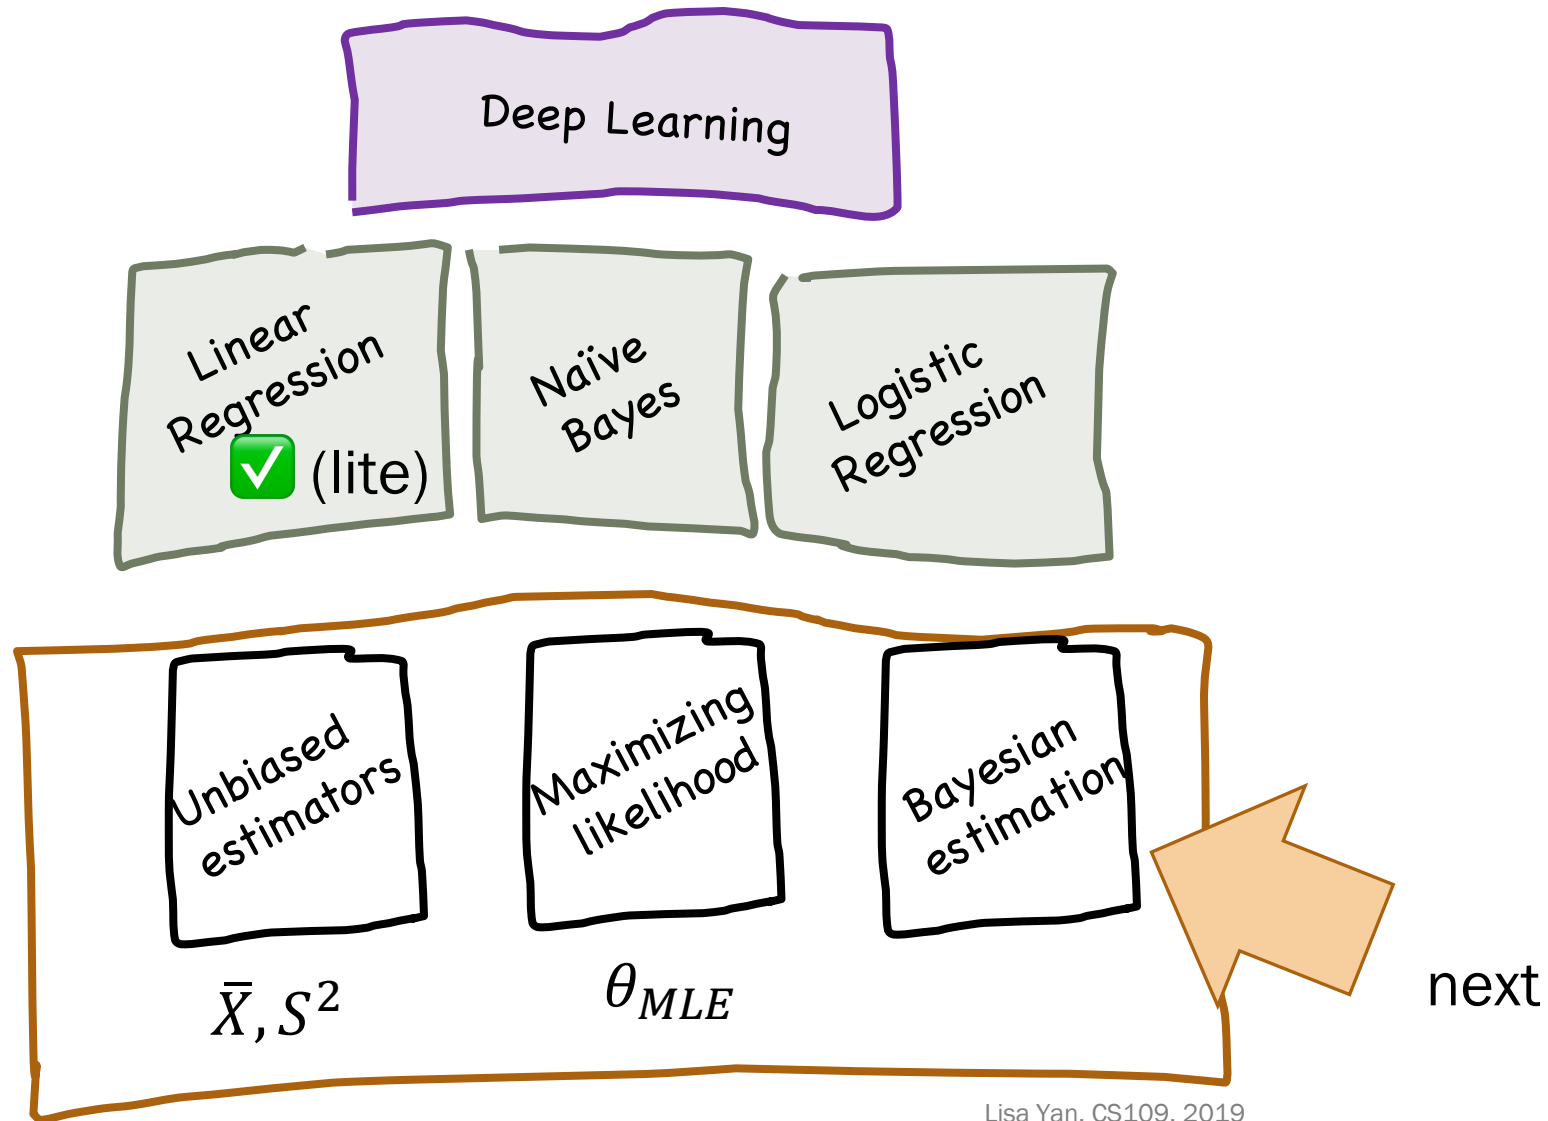 Deep Learning
Linear
Regression
✅ (lite)
Naïve
Bayes
Logistic
Regression
Unbiased
estimators
Maximizing
likelihood
Bayesian
estimation
X̄, S²
θ_MLE
next
Lisa Yan, CS109, 2019